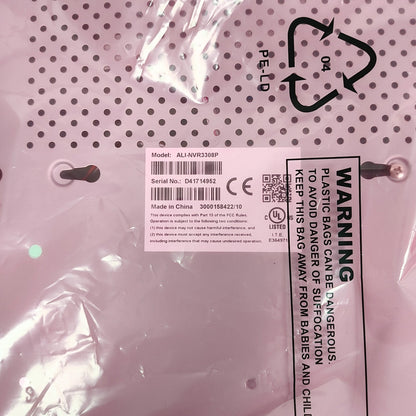 04
PE-LD
Model: ALI-NVR3308P
Serial No.: D41714952
CE
Made in China 3000158422/10
This device complies with Part 15 of the FCC Rules.
Operation is subject to the following two conditions:
(1) this device may not cause harmful interference, and
(2) this device must accept any interference received,
including interference that may cause undesired operation.
UL
LISTED
I.T.E.
WARNING
PLASTIC BAGS CAN BE DANGEROUS.
TO AVOID DANGER OF SUFFOCATION
KEEP THIS BAG AWAY FROM BABIES AND